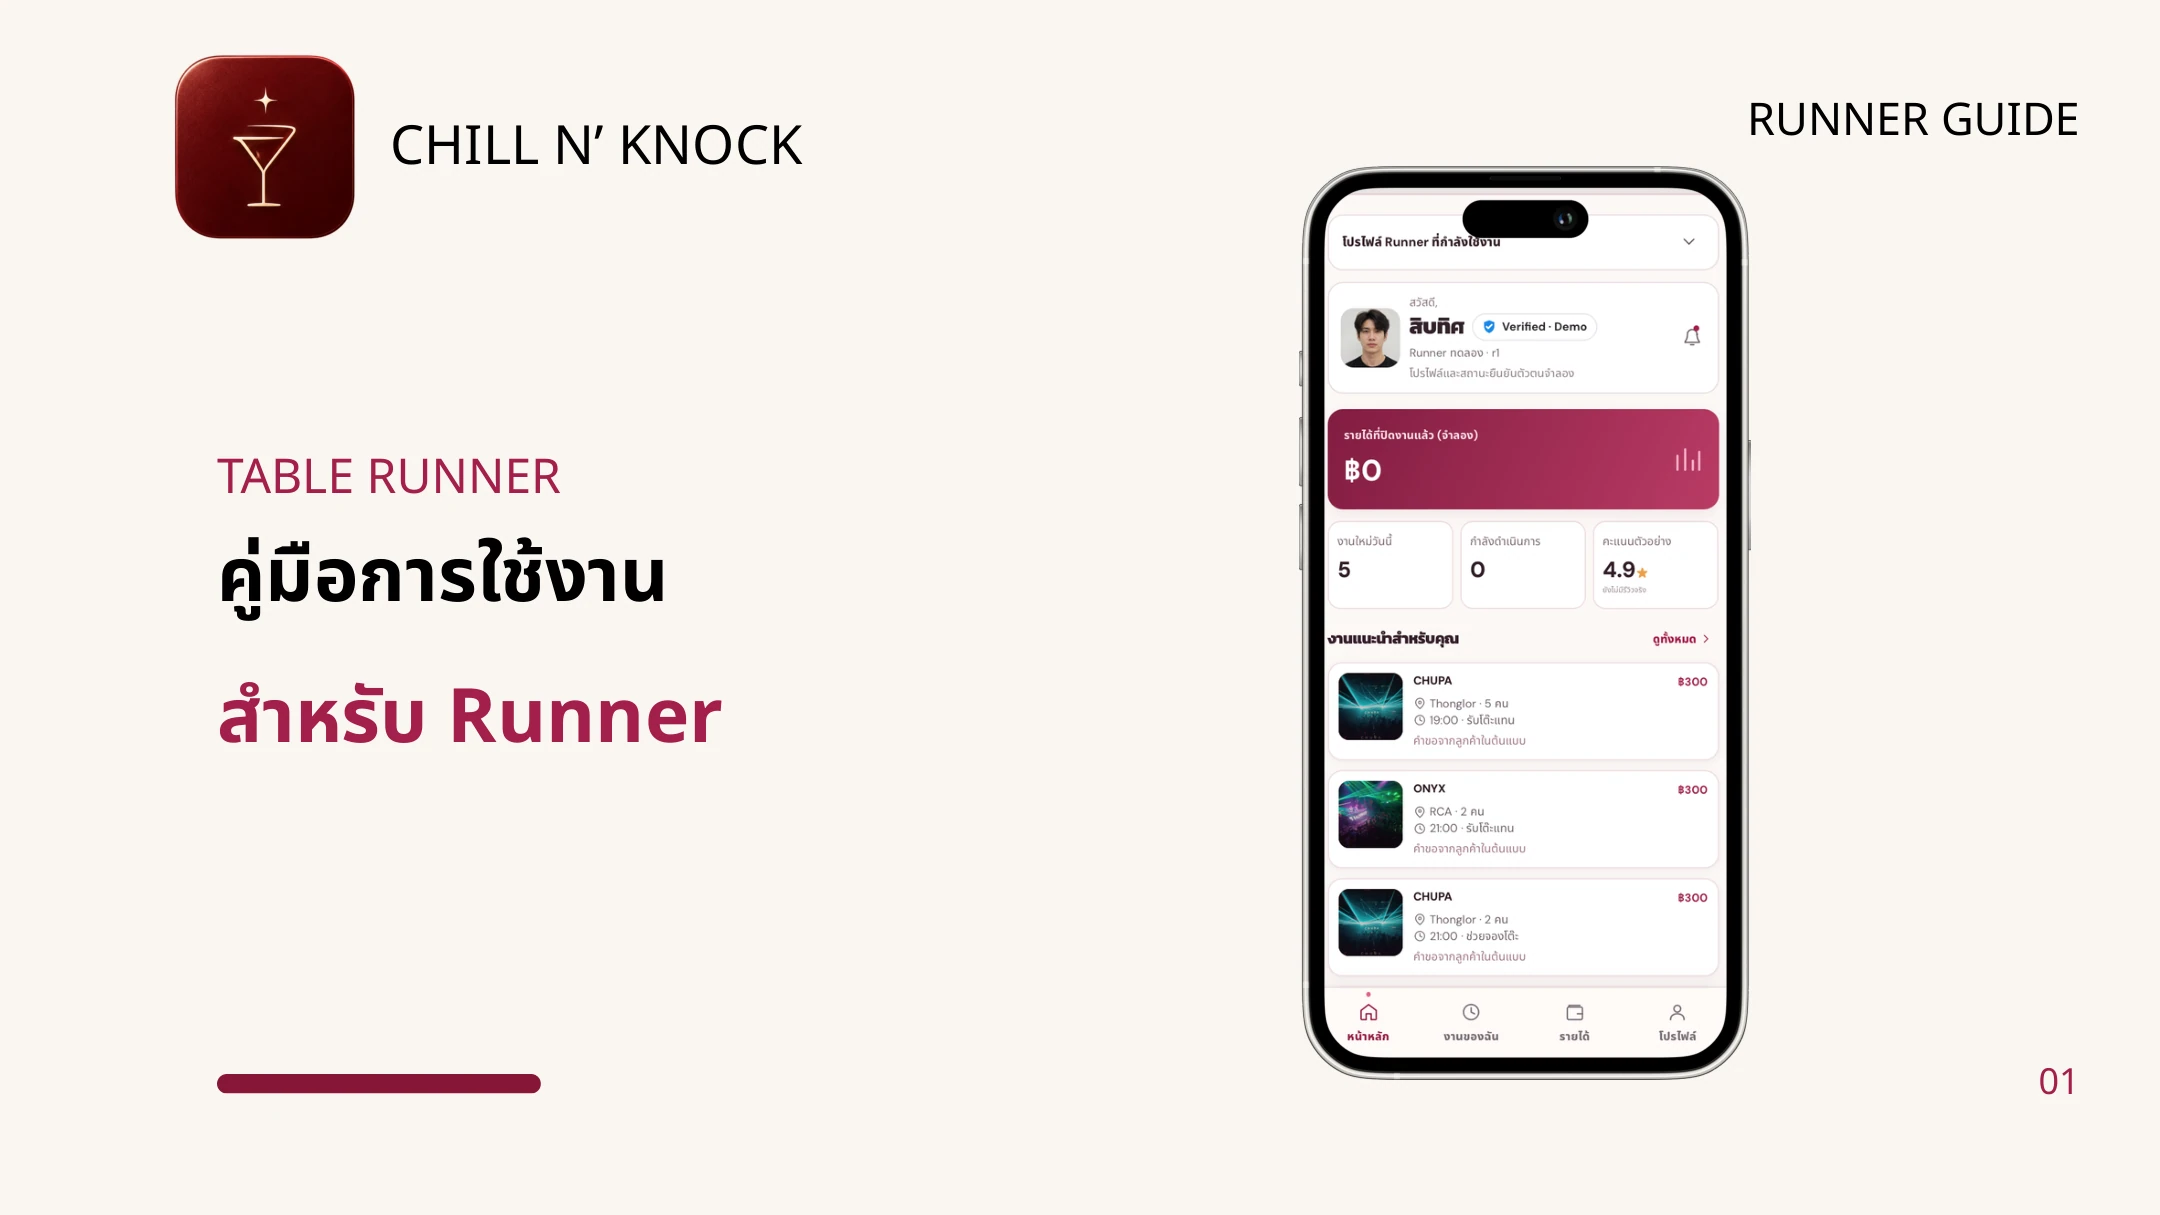 CHILL N’ KNOCK
RUNNER GUIDE
TABLE RUNNER
คู่มือการใช้งาน
สำหรับ Runner
โปรไฟล์ Runner ที่กำลังใช้งาน
สวัสดี,
สิบทิศ
Verified · Demo
Runner ทดลอง · r1
โปรไฟล์และสถานะยืนยันตัวตนจำลอง
รายได้ที่ปิดงานแล้ว (จำลอง)
฿0
งานใหม่วันนี้
5
กำลังดำเนินการ
0
คะแนนตัวอย่าง
4.9★
ยังไม่มีรีวิวจริง
งานแนะนำสำหรับคุณ
ดูทั้งหมด >
CHUPA
฿300
Thonglor · 5 คน
19:00 · รับโต๊ะแทน
คำขอจากลูกค้าในต้นแบบ
ONYX
฿300
RCA · 2 คน
21:00 · รับโต๊ะแทน
คำขอจากลูกค้าในต้นแบบ
CHUPA
฿300
Thonglor · 2 คน
21:00 · ช่วยจองโต๊ะ
คำขอจากลูกค้าในต้นแบบ
หน้าหลัก
งานของฉัน
รายได้
โปรไฟล์
01